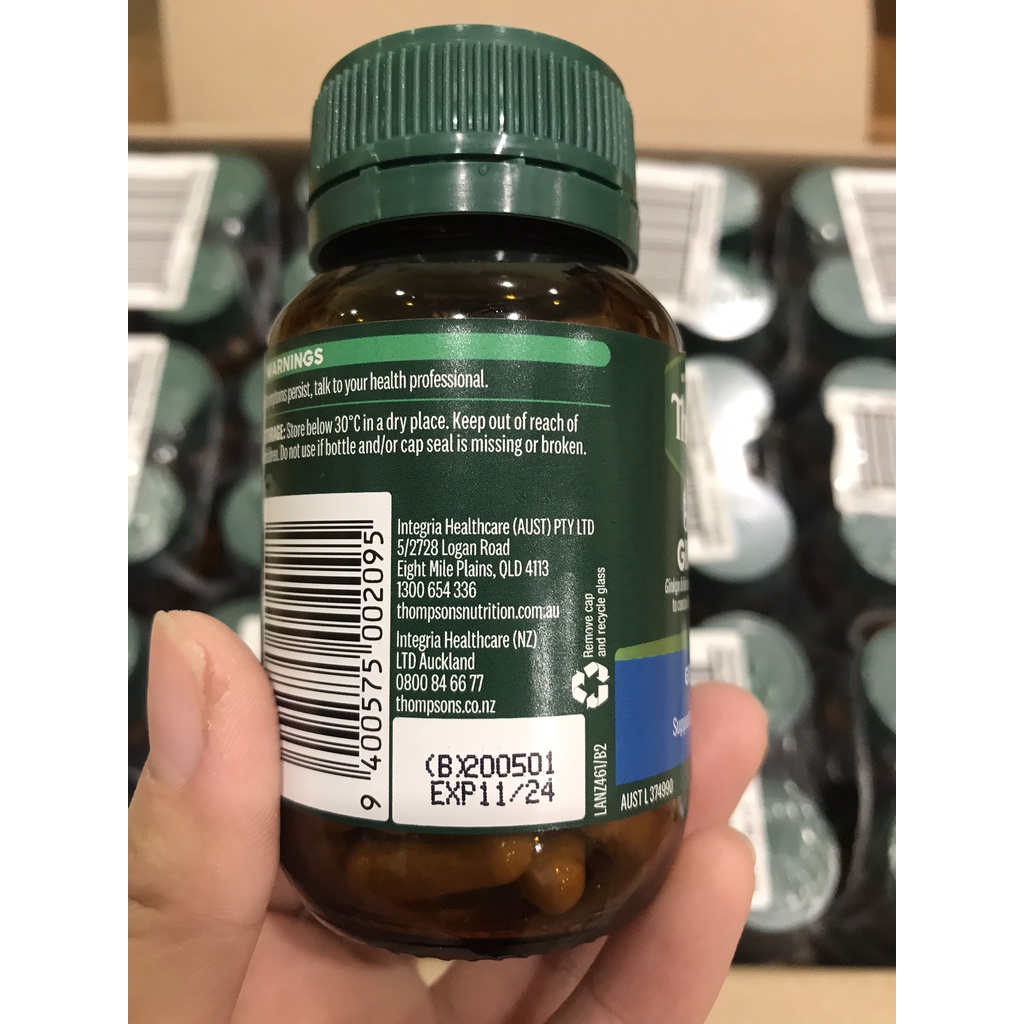 WARNINGS
persist, talk to your health professional.
Store below 30°C in a dry place. Keep out of reach of
Do not use if bottle and/or cap seal is missing or broken.
9 400575 002095
Integria Healthcare (AUST) PTY LTD
5/2728 Logan Road
Eight Mile Plains, QLD 4113
1300 654 336
thompsonsnutrition.com.au
Integria Healthcare (NZ)
LTD Auckland
0800 84 66 77
thompsons.co.nz
Remove cap
and recycle glass
(B)200501
EXP11/24
LANZ461/B2
AUST L 374990